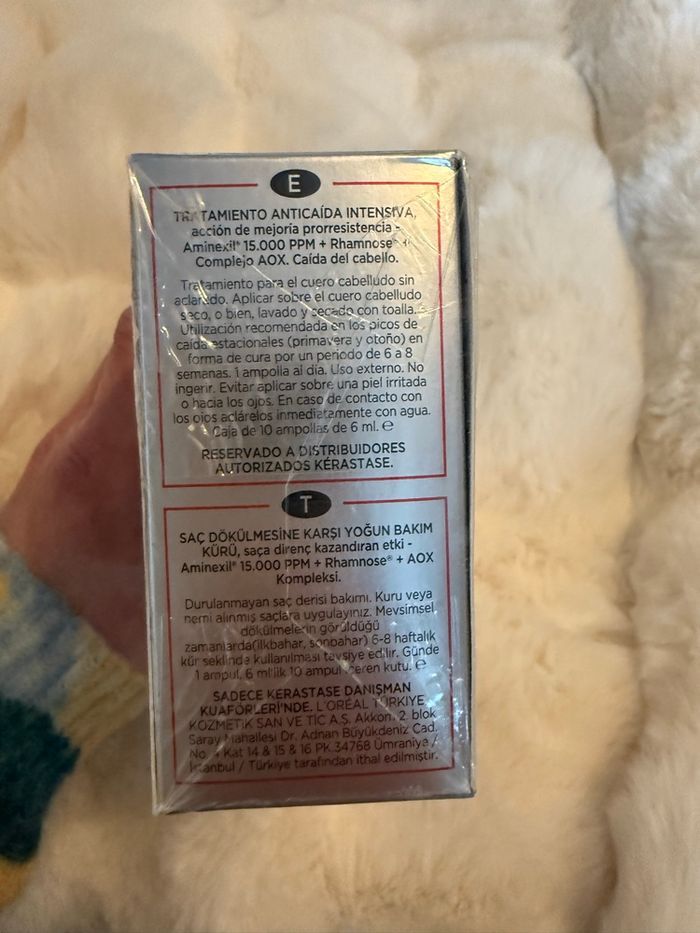 E
TRATAMIENTO ANTICAÍDA INTENSIVA,
acción de mejoría prorresistencia -
Aminexil® 15.000 PPM + Rhamnose® +
Complejo AOX. Caída del cabello.
Tratamiento para el cuero cabelludo sin
aclarado. Aplicar sobre el cuero cabelludo
seco, o bien, lavado y secado con toalla.
Utilización recomendada en los picos de
caída estacionales (primavera y otoño) en
forma de cura por un periodo de 6 a 8
semanas. 1 ampolla al día. Uso externo. No
ingerir. Evitar aplicar sobre una piel irritada
o hacia los ojos. En caso de contacto con
los ojos aclárelos inmediatamente con agua.
Caja de 10 ampollas de 6 ml. ℮
RESERVADO A DISTRIBUIDORES
AUTORIZADOS KÉRASTASE.
T
SAÇ DÖKÜLMESİNE KARŞI YOĞUN BAKIM
KÜRÜ, saça direnç kazandıran etki -
Aminexil® 15.000 PPM + Rhamnose® + AOX
Kompleksi.
Durulanmayan saç derisi bakımı. Kuru veya
nemi alınmış saçlara uygulayınız. Mevsimsel
dökülmelerin görüldüğü
zamanlarda(ilkbahar, sonbahar) 6-8 haftalık
kür şeklinde kullanılması tavsiye edilir. Günde
1 ampul, 6 ml'lik 10 ampul içeren kutu. ℮
SADECE KERASTASE DANIŞMAN
KUAFÖRLERİ'NDE. L'ORÉAL TÜRKİYE
KOZMETİK SAN VE TİC A.Ş. Akkom 2. blok
Saray Mahallesi Dr. Adnan Büyükdeniz Cad.
No. 4 Kat 14 & 15 & 16 PK.34768 Ümraniye /
İstanbul / Türkiye tarafından ithal edilmiştir.